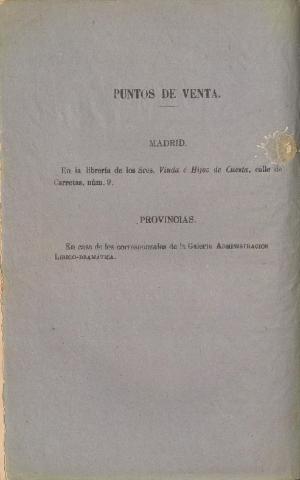 PUNTOS DE VENTA.
MADRID.
En la librería de los Sres. Viuda é Hijos de Cuesta, calle de
Carretas, núm. 9.
PROVINCIAS.
En casa de los corresponsales de la Galería ADMINISTRACION
LÍRICO-DRAMÁTICA.